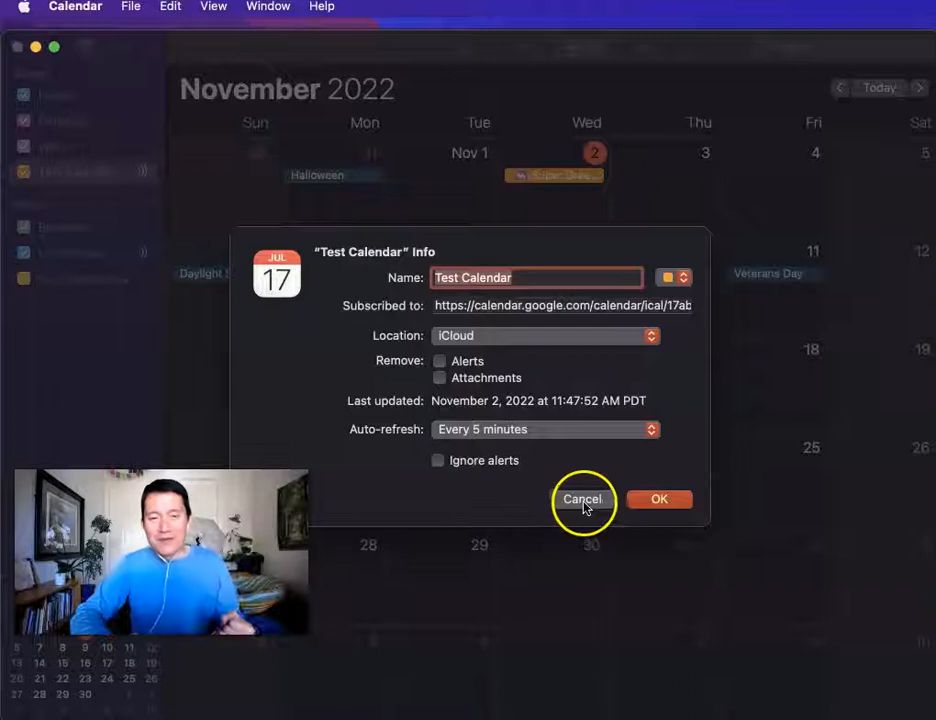 Calendar File Edit View Window Help
November 2022
Today
Sun Mon Tue Wed Thu Fri Sat
Nov 1 2 3 4 5
Halloween
"Test Calendar" Info
JUL
17
Name: Test Calendar
Subscribed to: https://calendar.google.com/calendar/ical/17ab
Location: iCloud
Remove: Alerts
Attachments
Last updated: November 2, 2022 at 11:47:52 AM PDT
Auto-refresh: Every 5 minutes
Ignore alerts
Cancel OK
11 12
Daylight
Veterans Day
18 19
25 26
28 29 30
6 7 8 9 10 11 12
13 14 15 16 17 18 19
20 21 22 23 24 25 26
27 28 29 30